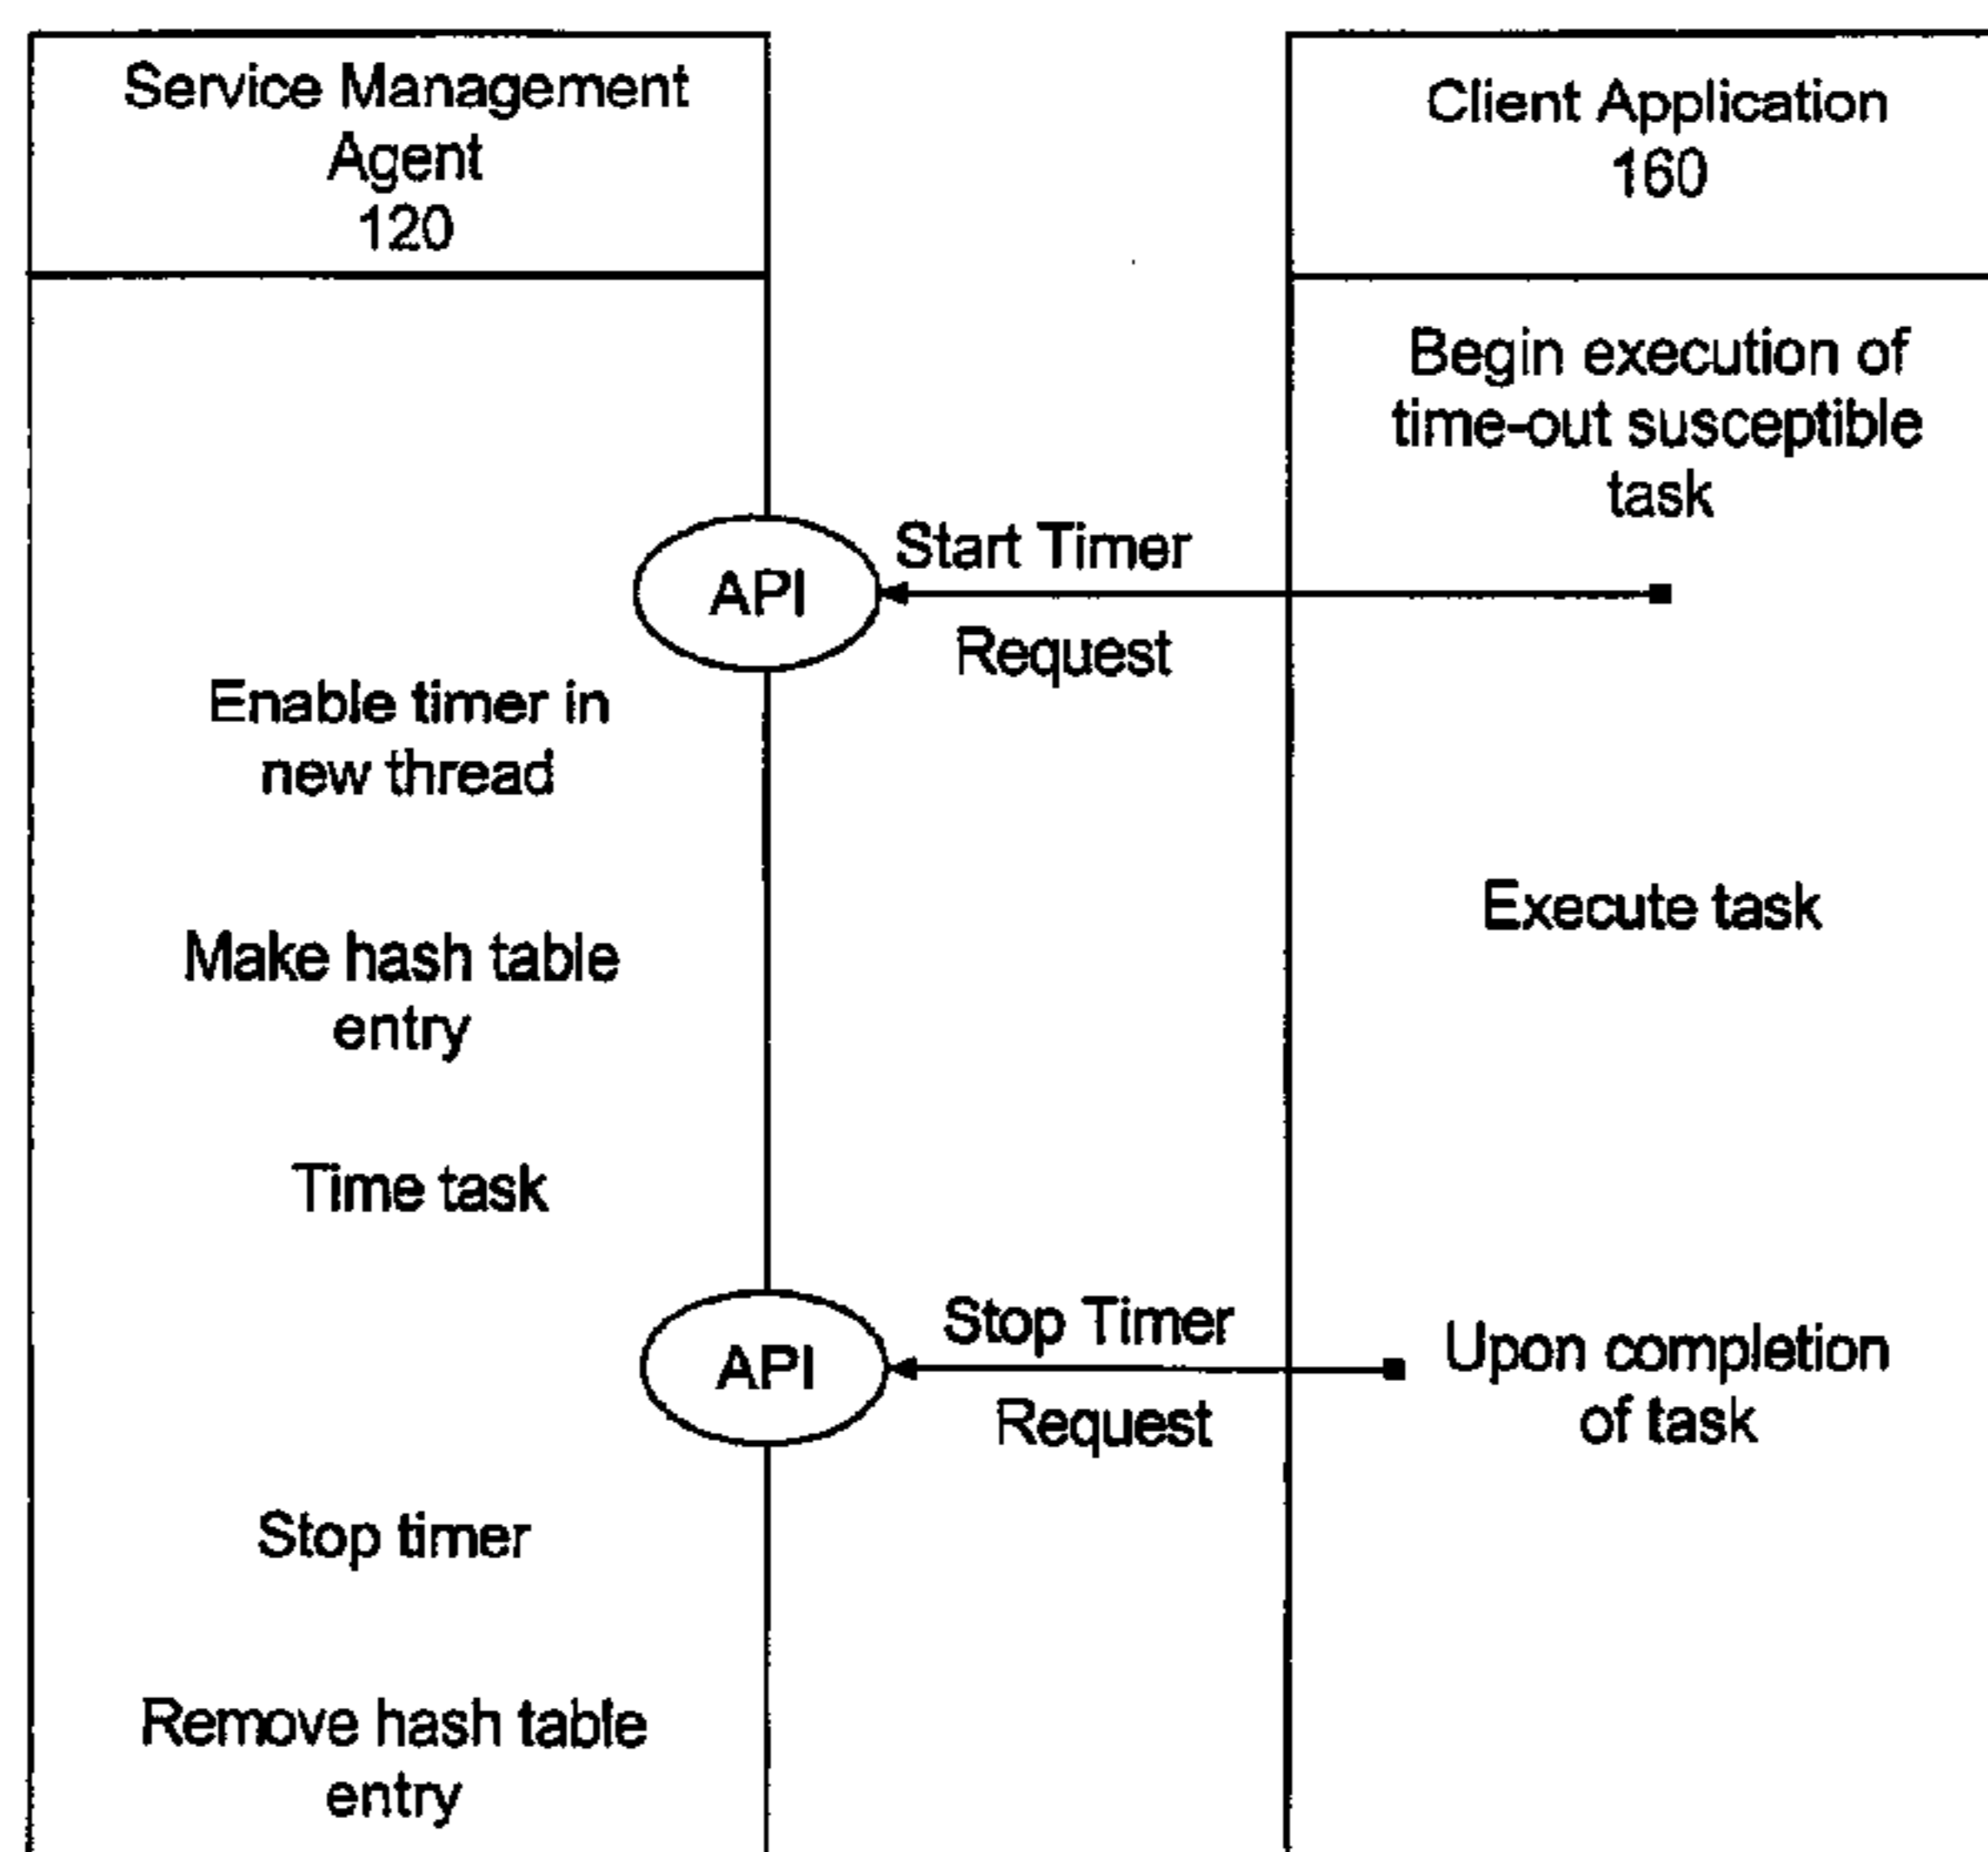 Service Management
Agent
120
Client Application
160
Begin execution of
time-out susceptible
task
Start Timer
API
Request
Enable timer in
new thread
Execute task
Make hash table
entry
Time task
Stop Timer
API
Request
Upon completion
of task
Stop timer
Remove hash table
entry